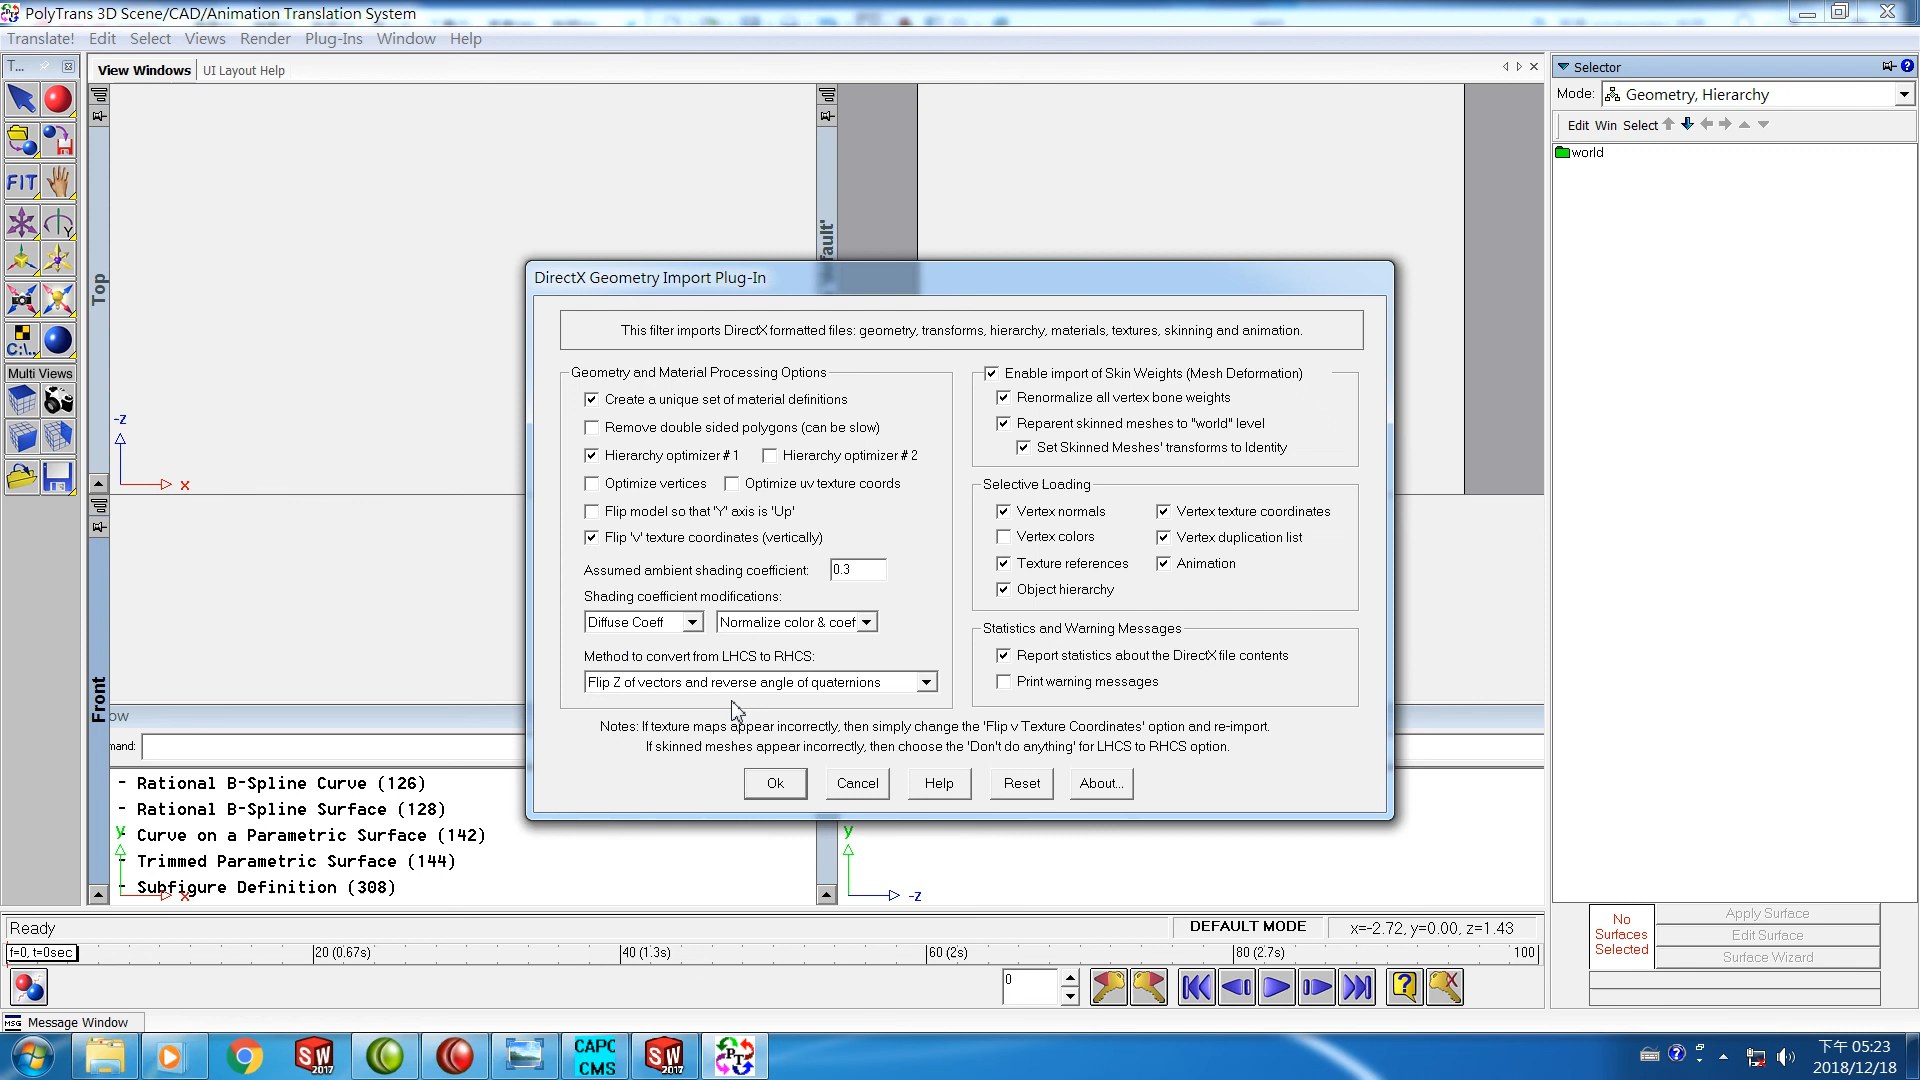 PolyTrans 3D Scene/CAD/Animation Translation System
Translate! Edit Select Views Render Plug-Ins Window Help
T...
View Windows UI Layout Help
Selector
Mode: Geometry, Hierarchy
Edit Win Select
world
FIT
Y
C:\..
Multi Views
Top
Front
-z
x
DirectX Geometry Import Plug-In
This filter imports DirectX formatted files: geometry, transforms, hierarchy, materials, textures, skinning and animation.
Geometry and Material Processing Options
Create a unique set of material definitions
Remove double sided polygons (can be slow)
Hierarchy optimizer # 1 Hierarchy optimizer # 2
Optimize vertices Optimize uv texture coords
Flip model so that 'Y' axis is 'Up'
Flip 'v' texture coordinates (vertically)
Assumed ambient shading coefficient: 0.3
Shading coefficient modifications:
Diffuse Coeff Normalize color & coef
Method to convert from LHCS to RHCS:
Flip Z of vectors and reverse angle of quaternions
Enable import of Skin Weights (Mesh Deformation)
Renormalize all vertex bone weights
Reparent skinned meshes to "world" level
Set Skinned Meshes' transforms to Identity
Selective Loading
Vertex normals Vertex texture coordinates
Vertex colors Vertex duplication list
Texture references Animation
Object hierarchy
Statistics and Warning Messages
Report statistics about the DirectX file contents
Print warning messages
Notes: If texture maps appear incorrectly, then simply change the 'Flip v Texture Coordinates' option and re-import.
If skinned meshes appear incorrectly, then choose the 'Don't do anything' for LHCS to RHCS option.
Ok Cancel Help Reset About...
ow
mand:
- Rational B-Spline Curve (126)
- Rational B-Spline Surface (128)
- Curve on a Parametric Surface (142)
- Trimmed Parametric Surface (144)
- Subfigure Definition (308)
y
x
y
-z
No
Surfaces
Selected
Apply Surface
Edit Surface
Surface Wizard
Ready DEFAULT MODE x=-2.72, y=0.00, z=1.43
f=0, t=0sec 20 (0.67s) 40 (1.3s) 60 (2s) 80 (2.7s) 100
0
MSG Message Window
SW
2017
CAPC
CMS
SW
2017
PT
下午 05:23
2018/12/18